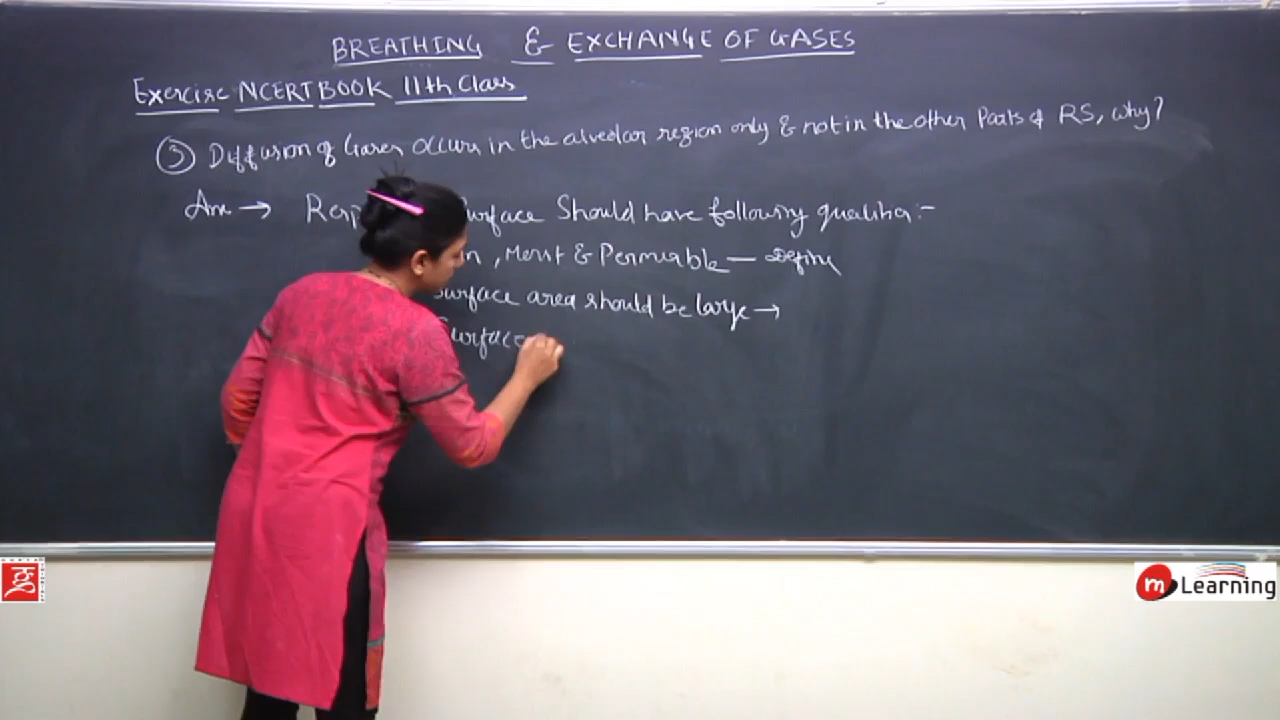 BREATHING & EXCHANGE OF GASES
Exercise NCERT BOOK 11th Class
③ Diffusion of Gases occurs in the alveolar region only & not in the other Parts of RS, why?
Ans → urface Should have following qualities:-
, Moist & Permeable —
Surface area should be large →
Surface
m Learning